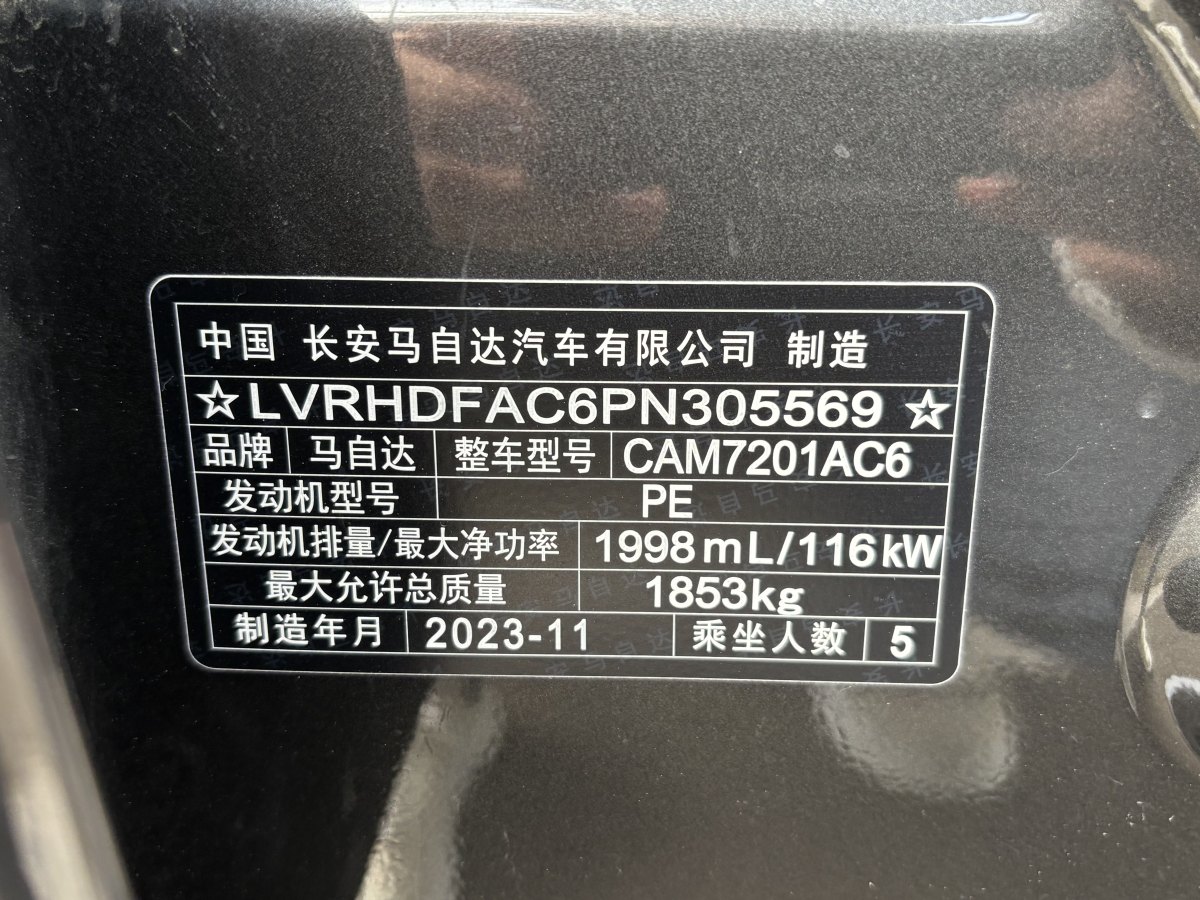 中国 长安马自达汽车有限公司 制造
☆LVRHDFAC6PN305569☆
品牌 马自达 整车型号 CAM7201AC6
发动机型号 PE
发动机排量/最大净功率 1998mL/116kW
最大允许总质量 1853kg
制造年月 2023-11 乘坐人数 5